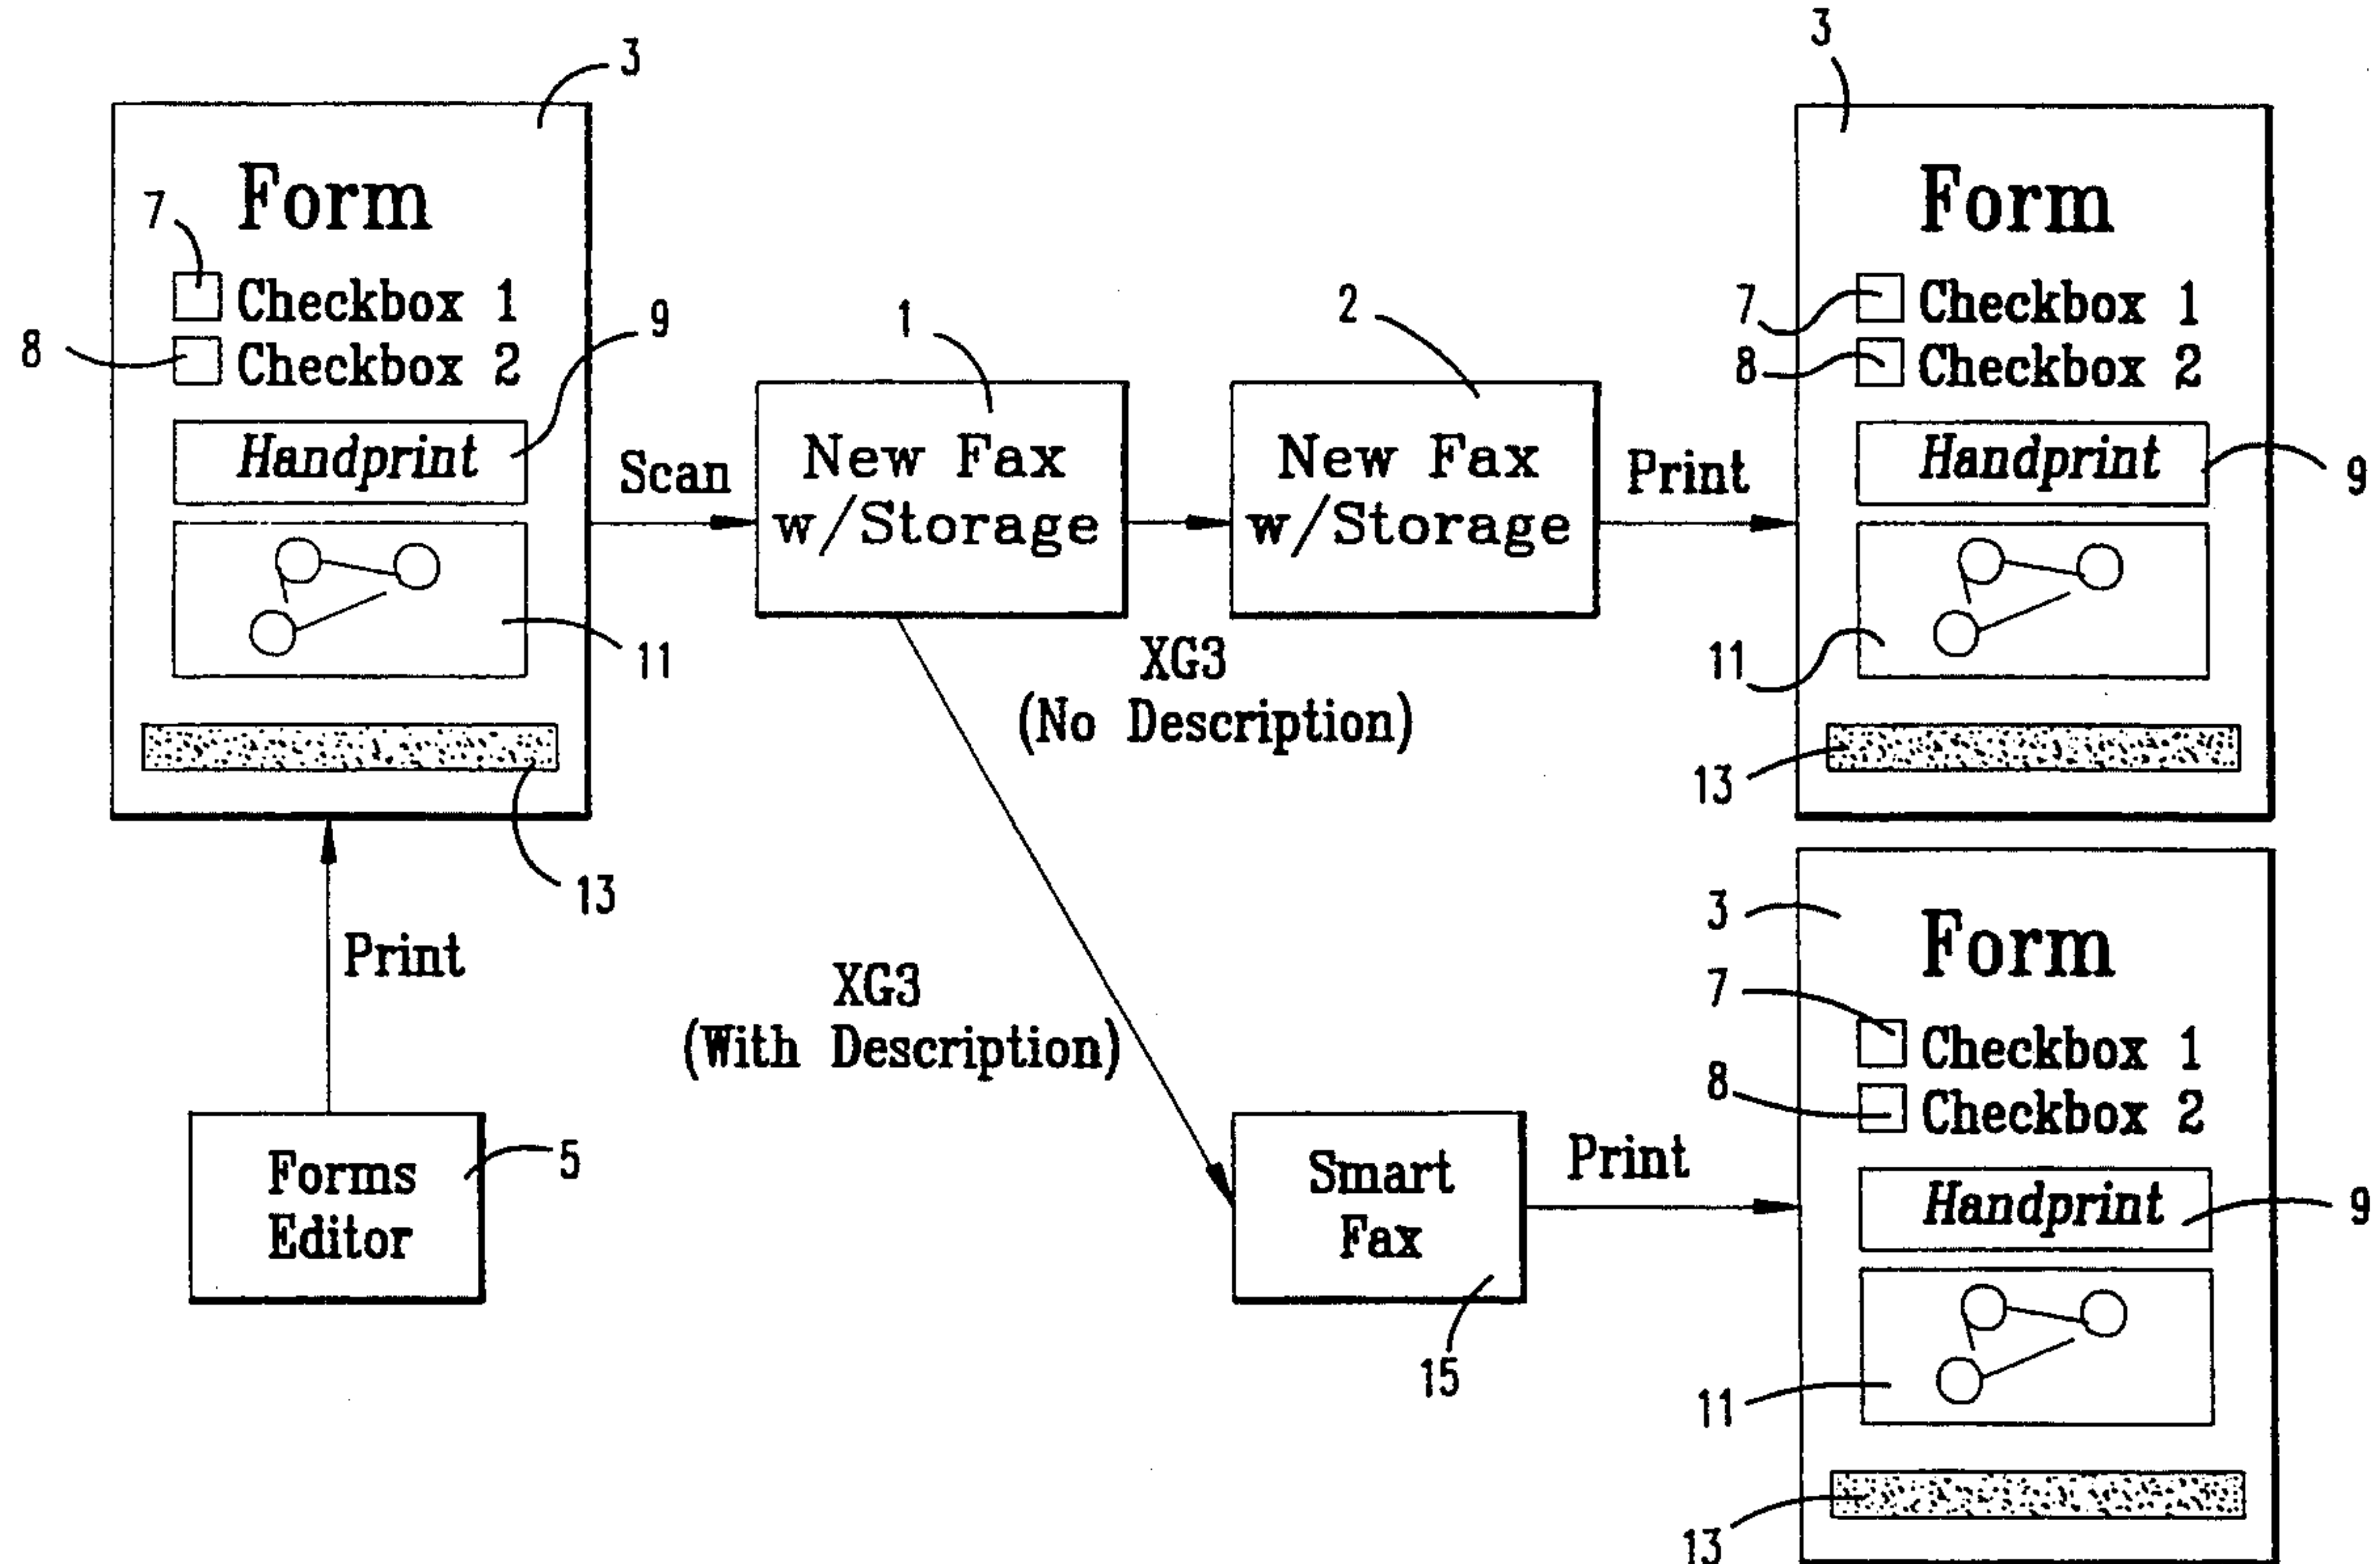 3
Form
7
Checkbox 1
8
Checkbox 2
9
Handprint
11
13
Print
Forms
Editor
5
Scan
1
New Fax
w/Storage
2
New Fax
w/Storage
XG3
(No Description)
Print
XG3
(With Description)
Smart
Fax
15
Print
3
Form
7
Checkbox 1
8
Checkbox 2
Handprint
9
11
13
3
Form
7
Checkbox 1
8
Checkbox 2
Handprint
9
11
13